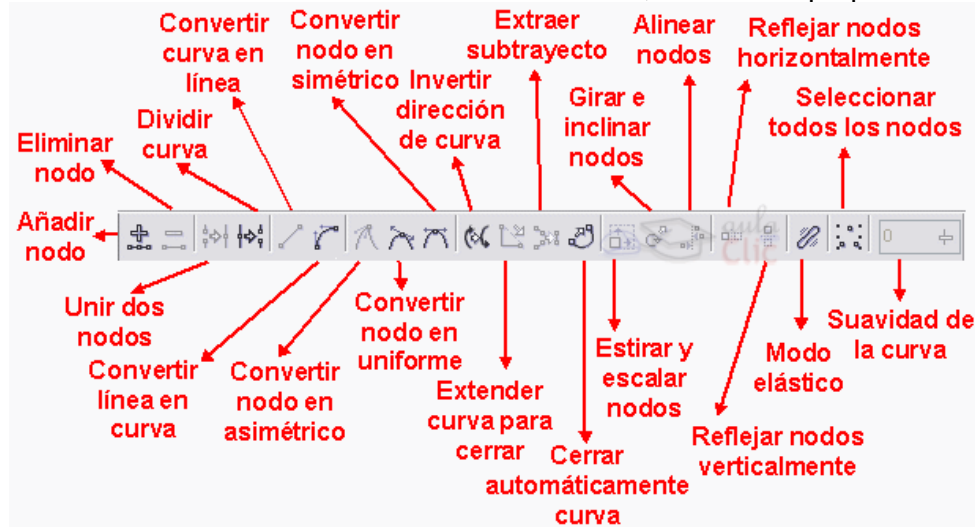 Convertir
curva en
línea
Convertir
nodo en
simétrico
Extraer
subtrayecto
Alinear
nodos
Reflejar nodos
horizontalmente
Eliminar
nodo
Dividir
curva
Invertir
dirección
de curva
Girar e
inclinar
nodos
Seleccionar
todos los nodos
Añadir
nodo
aula
Clic
0
Unir dos
nodos
Convertir
línea en
curva
Convertir
nodo en
asimétrico
Convertir
nodo en
uniforme
Extender
curva para
cerrar
Cerrar
automáticamente
curva
Estirar y
escalar
nodos
Reflejar nodos
verticalmente
Modo
elástico
Suavidad de
la curva